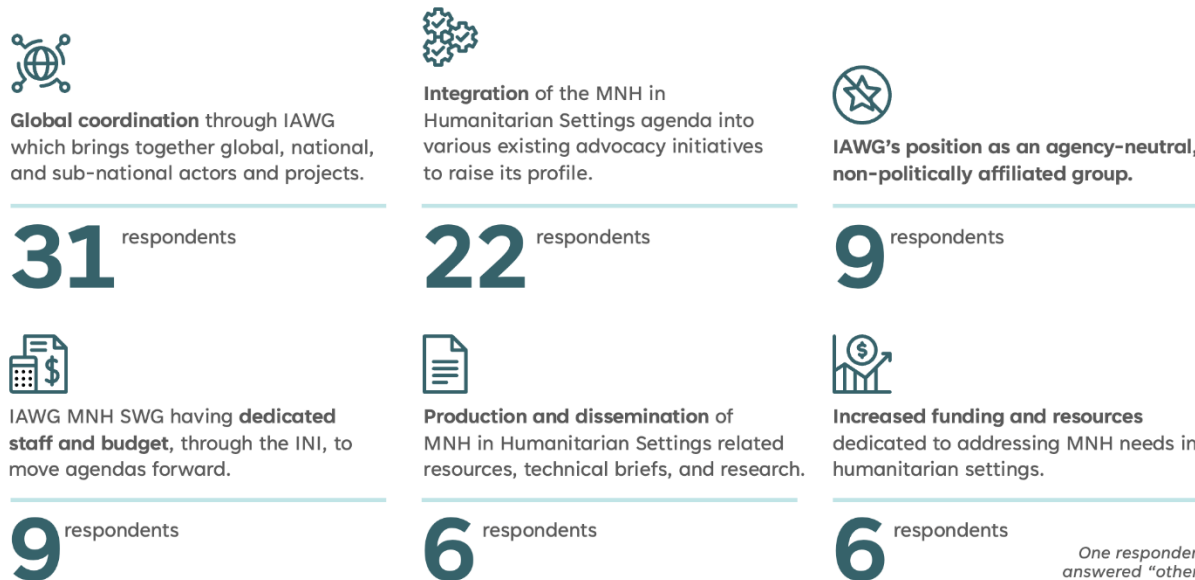 Global coordination through IAWG
which brings together global, national,
and sub-national actors and projects.
31 respondents
Integration of the MNH in
Humanitarian Settings agenda into
various existing advocacy initiatives
to raise its profile.
22 respondents
IAWG's position as an agency-neutral,
non-politically affiliated group.
9 respondents
IAWG MNH SWG having dedicated
staff and budget, through the INI, to
move agendas forward.
9 respondents
Production and dissemination of
MNH in Humanitarian Settings related
resources, technical briefs, and research.
6 respondents
Increased funding and resources
dedicated to addressing MNH needs in
humanitarian settings.
6 respondents
One responden
answered "other